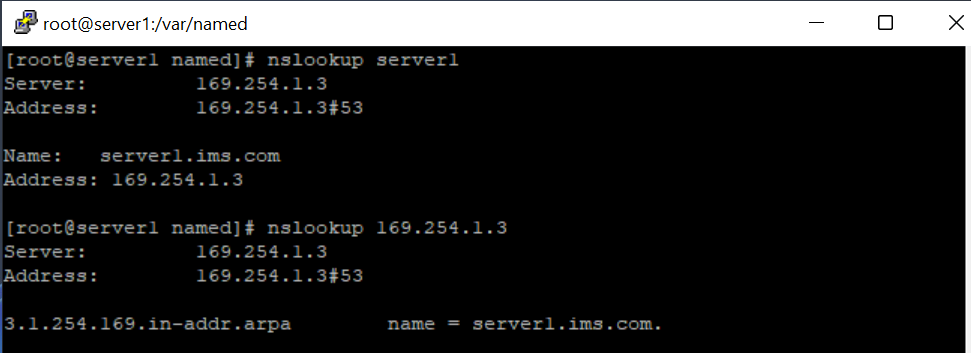 root@server1:/var/named
[root@server1 named]# nslookup server1
Server:         169.254.1.3
Address:        169.254.1.3#53
Name:   server1.ims.com
Address: 169.254.1.3
[root@server1 named]# nslookup 169.254.1.3
Server:         169.254.1.3
Address:        169.254.1.3#53
3.1.254.169.in-addr.arpa        name = server1.ims.com.